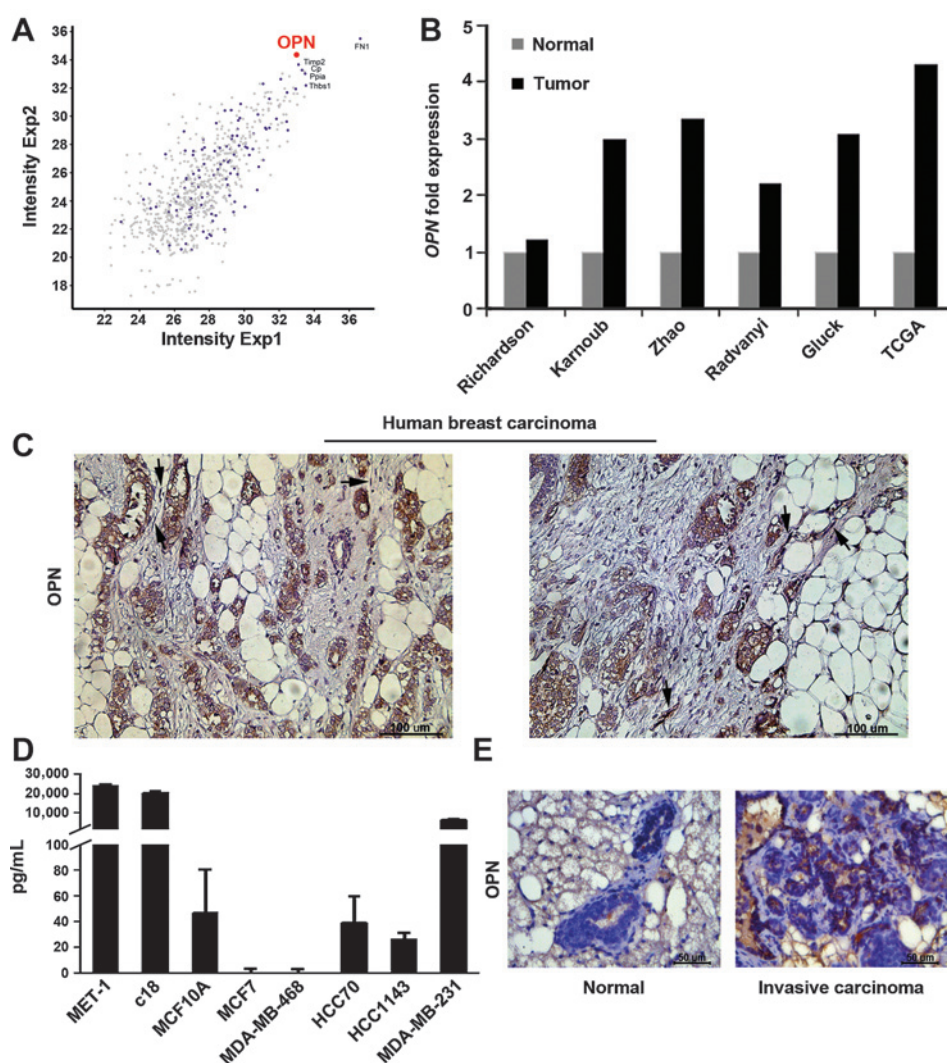 A
OPN
FN1
Timp2
Cp
Ppia
Thbs1
Intensity Exp2
36
34
32
30
28
26
24
22
20
18
22 24 26 28 30 32 34 36
Intensity Exp1
B
Normal
Tumor
OPN fold expression
5
4
3
2
1
0
Richardson
Karnoub
Zhao
Radvanyi
Gluck
TCGA
C
Human breast carcinoma
OPN
100 um
100 um
D
pg/mL
30,000
20,000
10,000
100
80
60
40
20
0
MET-1
c18
MCF10A
MCF7
MDA-MB-468
HCC70
HCC1143
MDA-MB-231
E
OPN
50 µm
50 µm
Normal
Invasive carcinoma